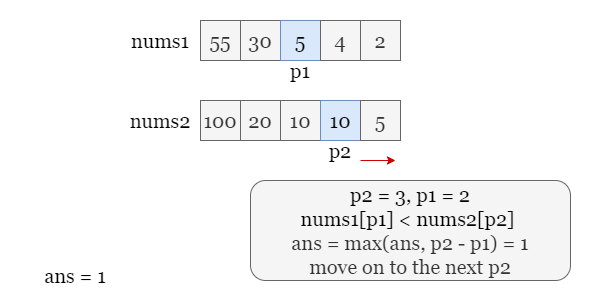 nums1 55 30 5 4 2
p1
nums2 100 20 10 10 5
p2
p2 = 3, p1 = 2
nums1[p1] < nums2[p2]
ans = max(ans, p2 - p1) = 1
move on to the next p2
ans = 1